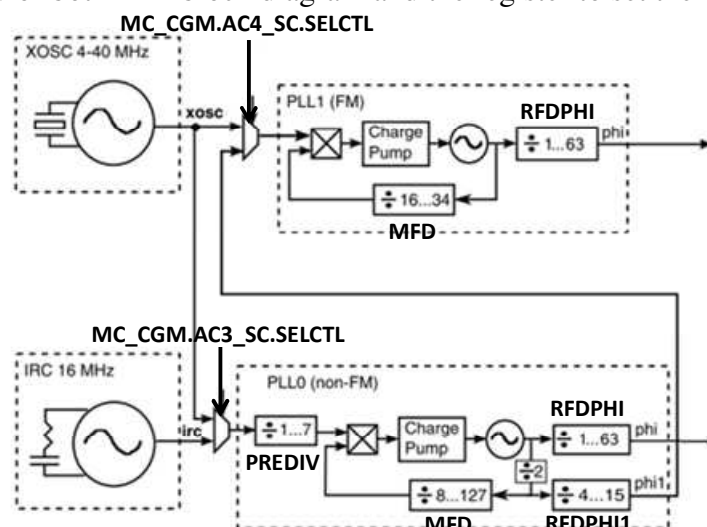 MC_CGM.AC4_SC.SELCTL
XOSC 4-40 MHz
xosc
PLL1 (FM)
Charge
Pump
RFDPHI
÷ 1...63
phi
÷ 16...34
MFD
MC_CGM.AC3_SC.SELCTL
IRC 16 MHz
irc
PLL0 (non-FM)
÷ 1...7
PREDIV
Charge
Pump
RFDPHI
÷ 1...63
phi
÷2
÷ 8...127
÷ 4...15
phi1
MFD
RFDPHI1